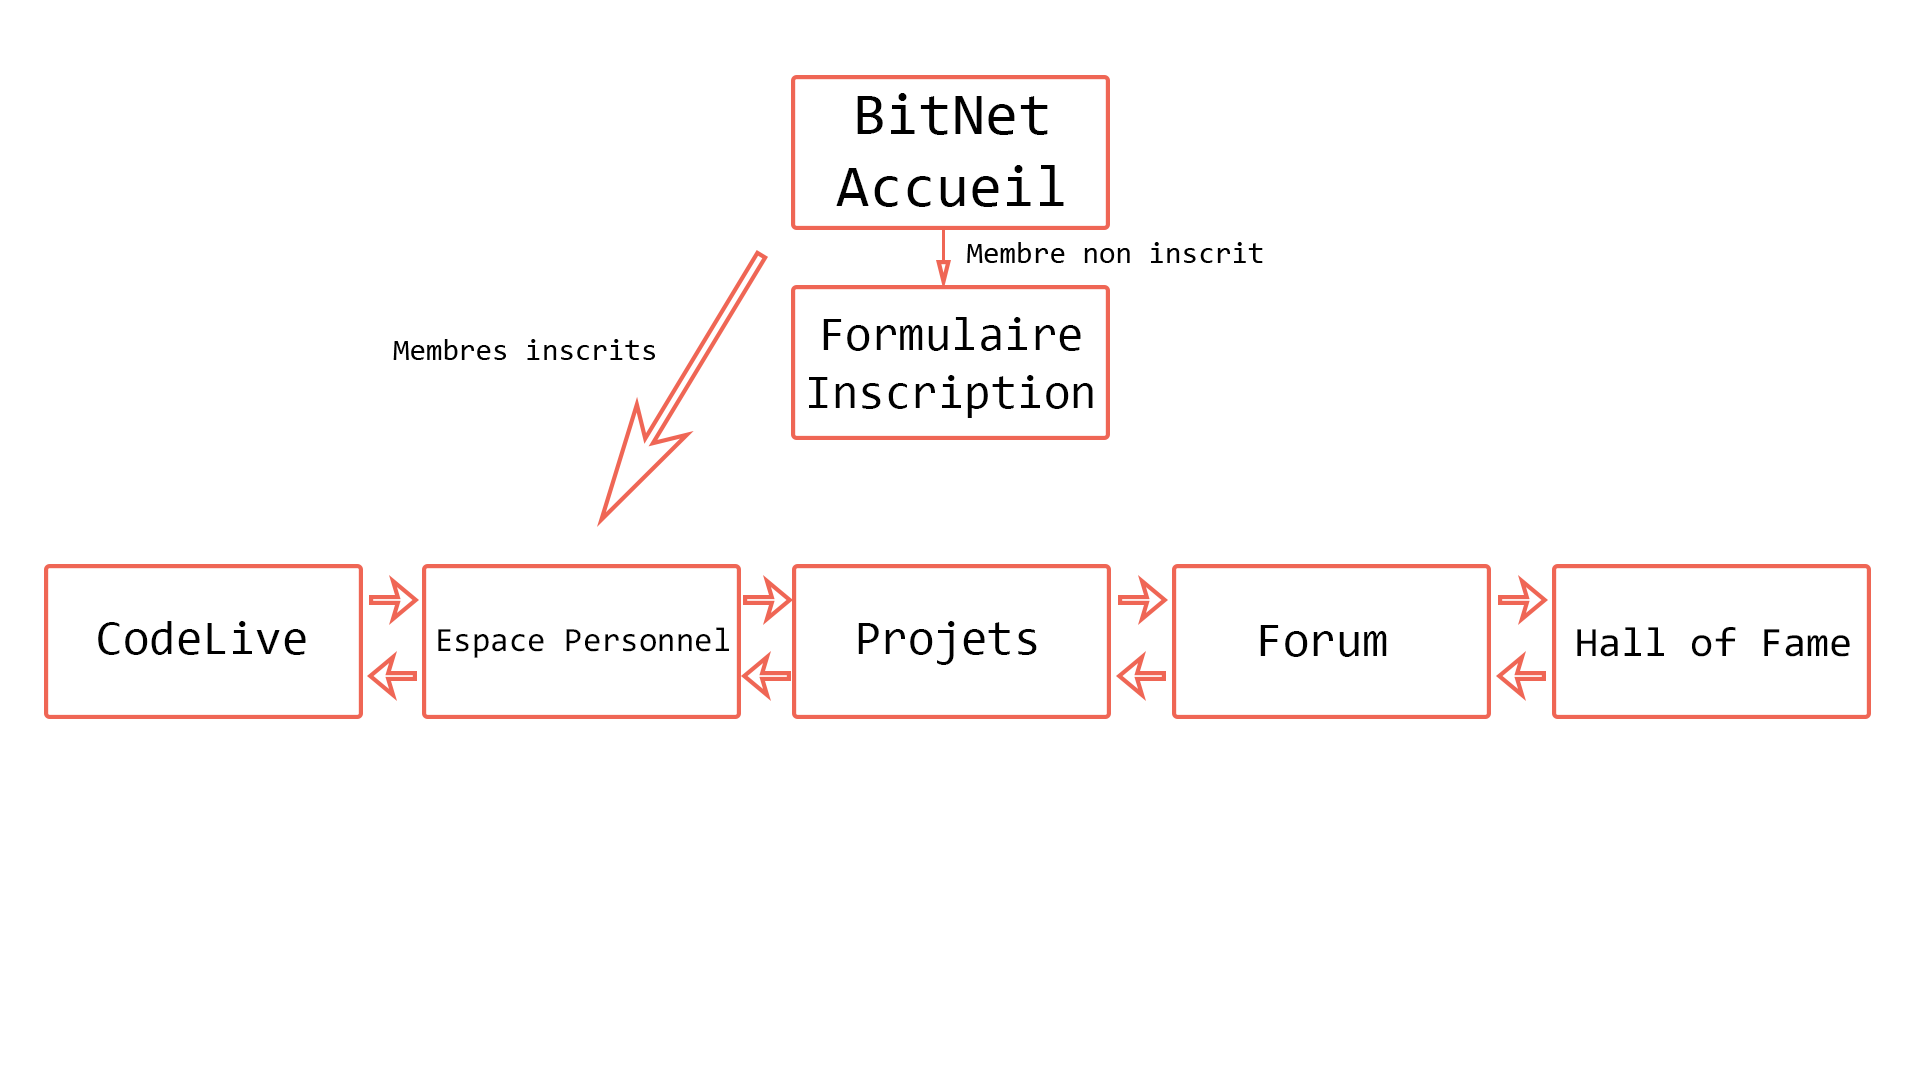 BitNet
Accueil
Membre non inscrit
Formulaire
Inscription
Membres inscrits
CodeLive
Espace Personnel
Projets
Forum
Hall of Fame